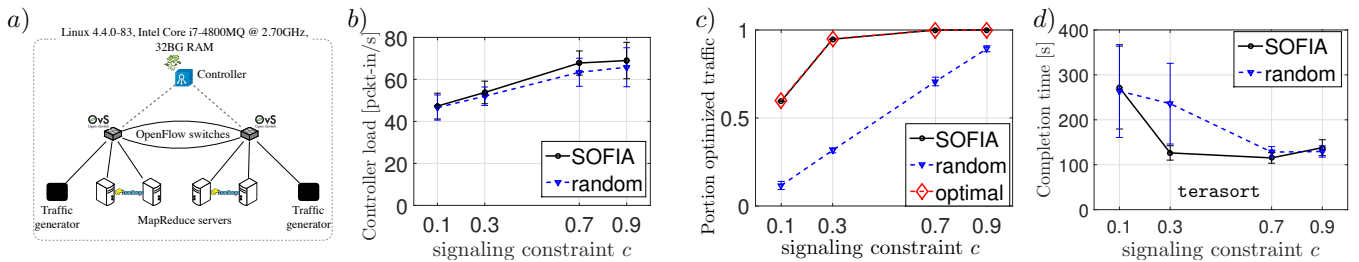 a)
Linux 4.4.0-83, Intel Core i7-4800MQ @ 2.70GHz,
32BG RAM
Controller
OvS
OvS
OpenFlow switches
Traffic
generator
MapReduce servers
Traffic
generator
b)
Controller load [pckt-in/s]
80
60
40
20
0
SOFIA
random
0.1 0.3 0.7 0.9
signaling constraint c
c)
Portion optimized traffic
1
0.5
0
SOFIA
random
optimal
0.1 0.3 0.7 0.9
signaling constraint c
d)
Completion time [s]
400
300
200
100
0
SOFIA
random
terasort
0.1 0.3 0.7 0.9
signaling constraint c